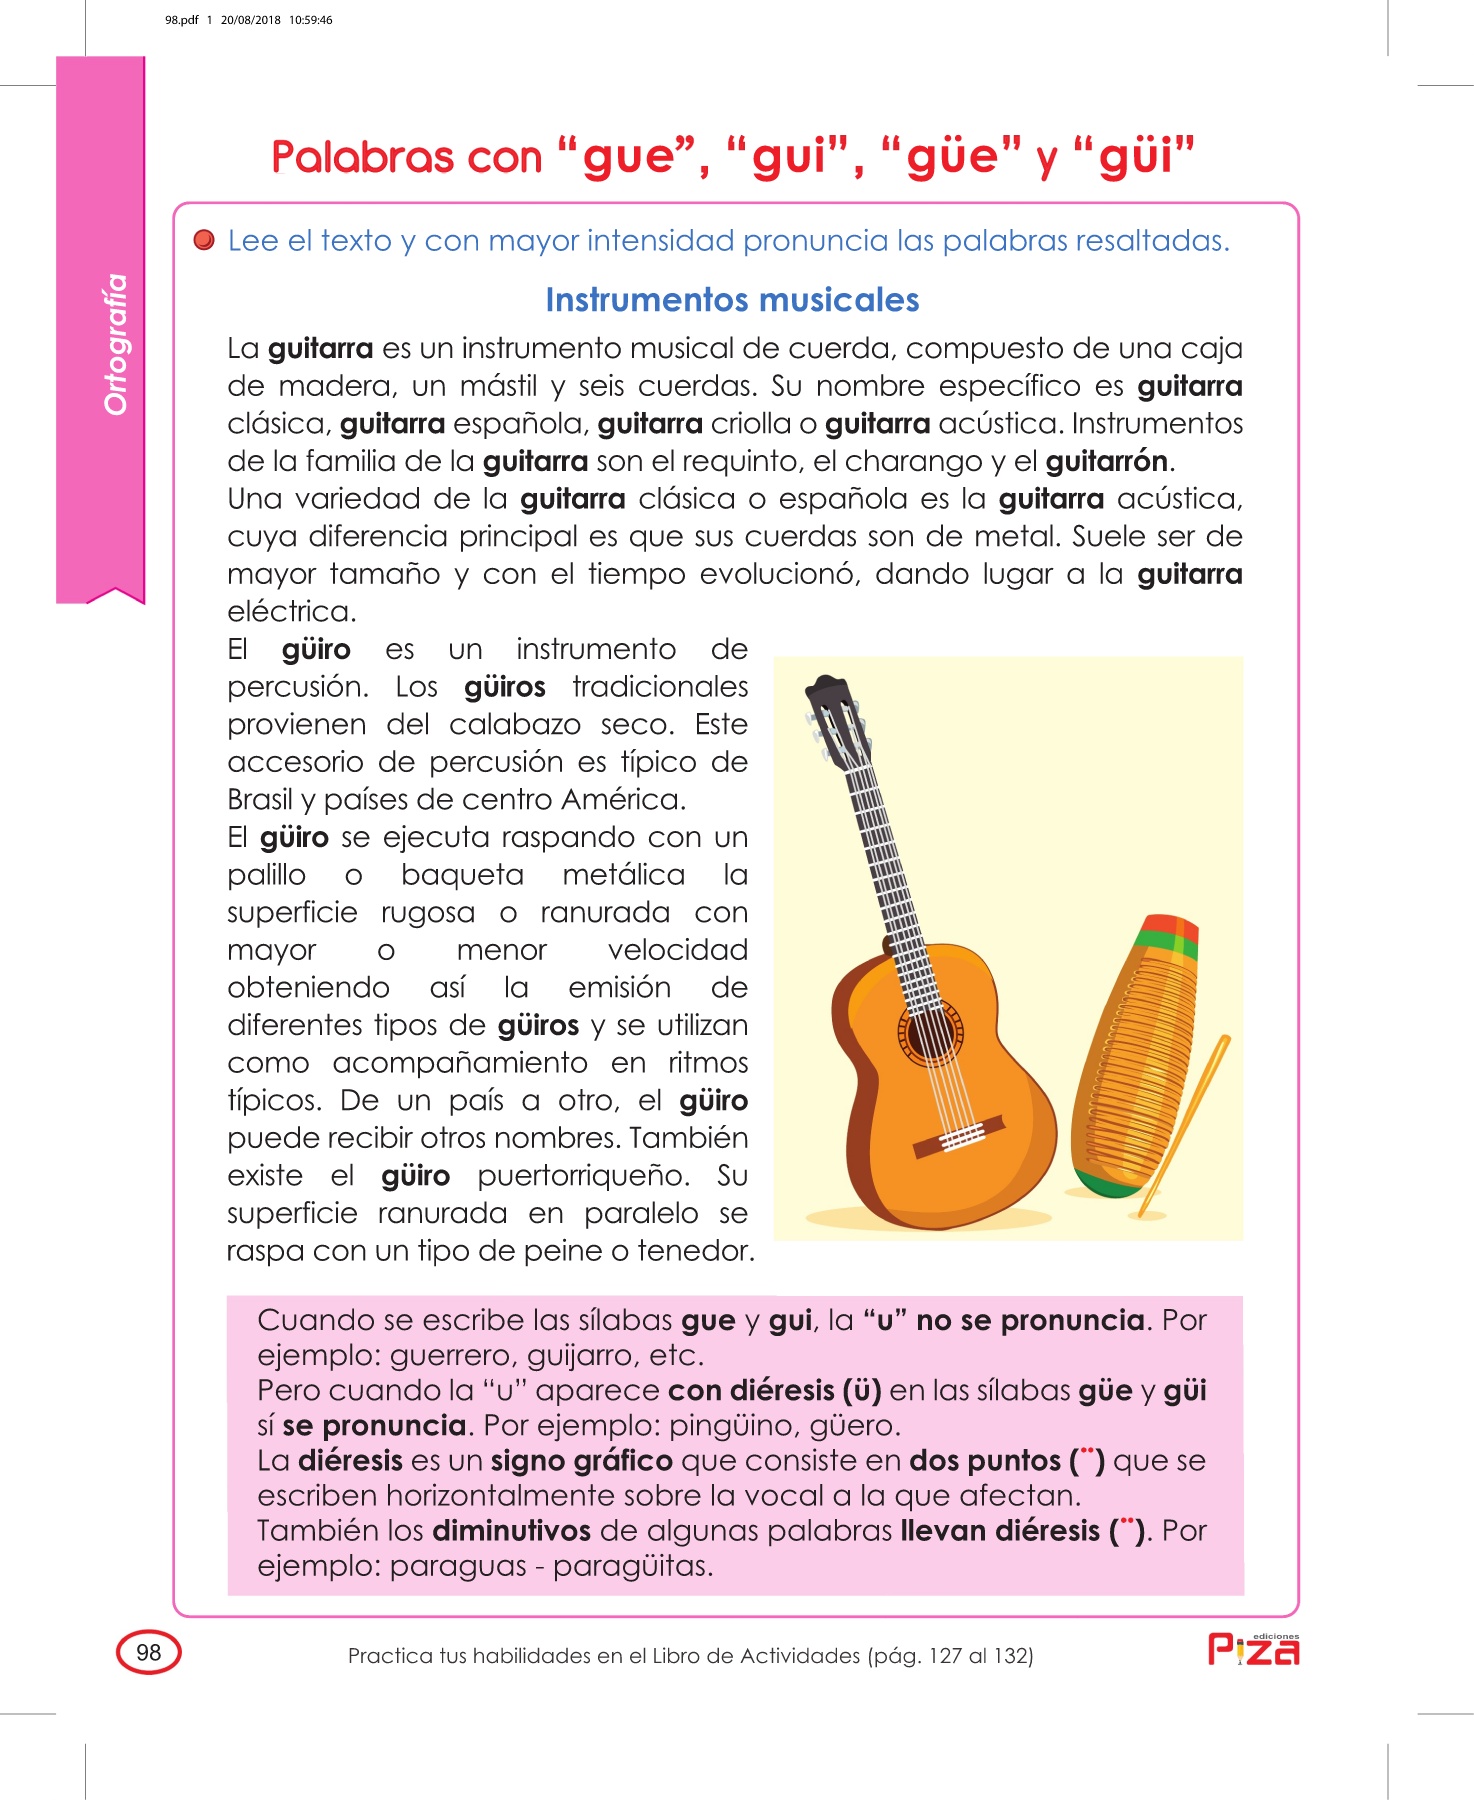 98.pdf 1 20/08/2018 10:59:46
Ortografía
Palabras con “gue”, “gui”, “güe” y “güi”
Lee el texto y con mayor intensidad pronuncia las palabras resaltadas.
Instrumentos musicales
La guitarra es un instrumento musical de cuerda, compuesto de una caja
de madera, un mástil y seis cuerdas. Su nombre específico es guitarra
clásica, guitarra española, guitarra criolla o guitarra acústica. Instrumentos
de la familia de la guitarra son el requinto, el charango y el guitarrón.
Una variedad de la guitarra clásica o española es la guitarra acústica,
cuya diferencia principal es que sus cuerdas son de metal. Suele ser de
mayor tamaño y con el tiempo evolucionó, dando lugar a la guitarra
eléctrica.
El güiro es un instrumento de
percusión. Los güiros tradicionales
provienen del calabazo seco. Este
accesorio de percusión es típico de
Brasil y países de centro América.
El güiro se ejecuta raspando con un
palillo o baqueta metálica la
superficie rugosa o ranurada con
mayor o menor velocidad
obteniendo así la emisión de
diferentes tipos de güiros y se utilizan
como acompañamiento en ritmos
típicos. De un país a otro, el güiro
puede recibir otros nombres. También
existe el güiro puertorriqueño. Su
superficie ranurada en paralelo se
raspa con un tipo de peine o tenedor.
Cuando se escribe las sílabas gue y gui, la “u” no se pronuncia. Por
ejemplo: guerrero, guijarro, etc.
Pero cuando la “u” aparece con diéresis (ü) en las sílabas güe y güi
sí se pronuncia. Por ejemplo: pingüino, güero.
La diéresis es un signo gráfico que consiste en dos puntos (¨) que se
escriben horizontalmente sobre la vocal a la que afectan.
También los diminutivos de algunas palabras llevan diéresis (¨). Por
ejemplo: paraguas - paragüitas.
98
Practica tus habilidades en el Libro de Actividades (pág. 127 al 132)
ediciones
Piza